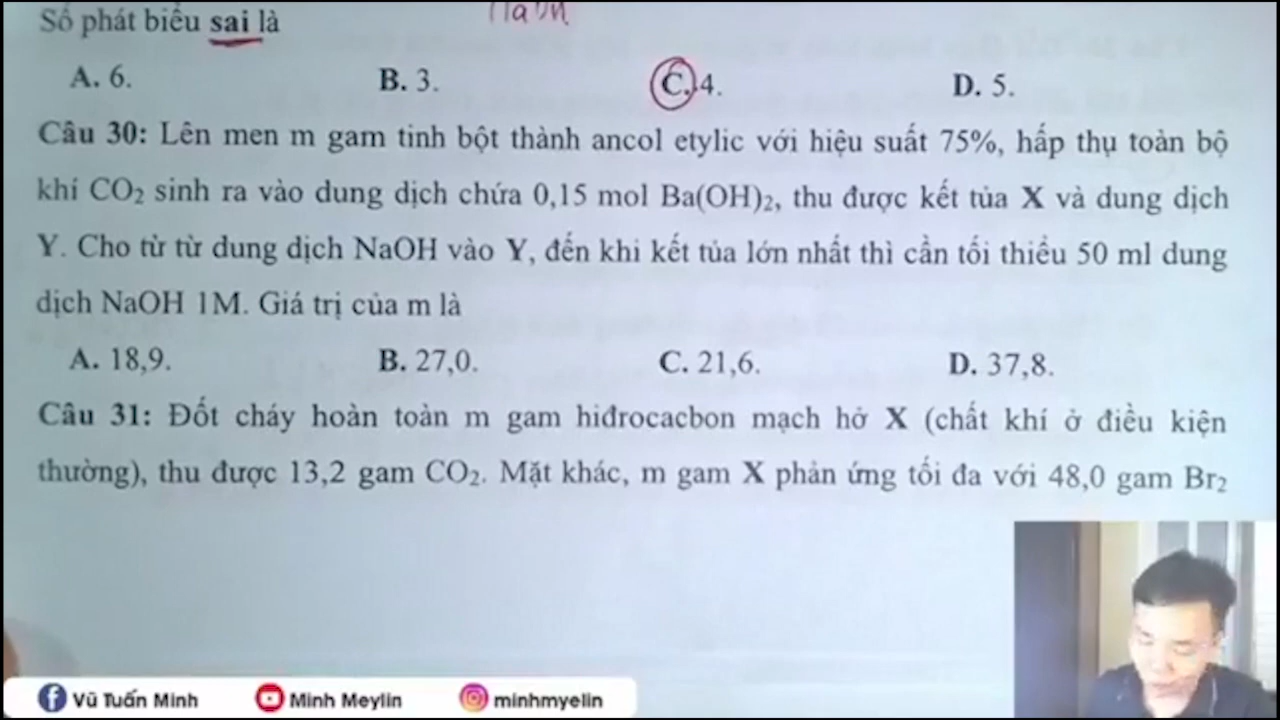 Số phát biểu sai là
A. 6. B. 3. C. 4. D. 5.
Câu 30: Lên men m gam tinh bột thành ancol etylic với hiệu suất 75%, hấp thụ toàn bộ
khí CO₂ sinh ra vào dung dịch chứa 0,15 mol Ba(OH)₂, thu được kết tủa X và dung dịch
Y. Cho từ từ dung dịch NaOH vào Y, đến khi kết tủa lớn nhất thì cần tối thiểu 50 ml dung
dịch NaOH 1M. Giá trị của m là
A. 18,9. B. 27,0. C. 21,6. D. 37,8.
Câu 31: Đốt cháy hoàn toàn m gam hiđrocacbon mạch hở X (chất khí ở điều kiện
thường), thu được 13,2 gam CO₂. Mặt khác, m gam X phản ứng tối đa với 48,0 gam Br₂
Vũ Tuấn Minh Minh Meylin minhmyelin